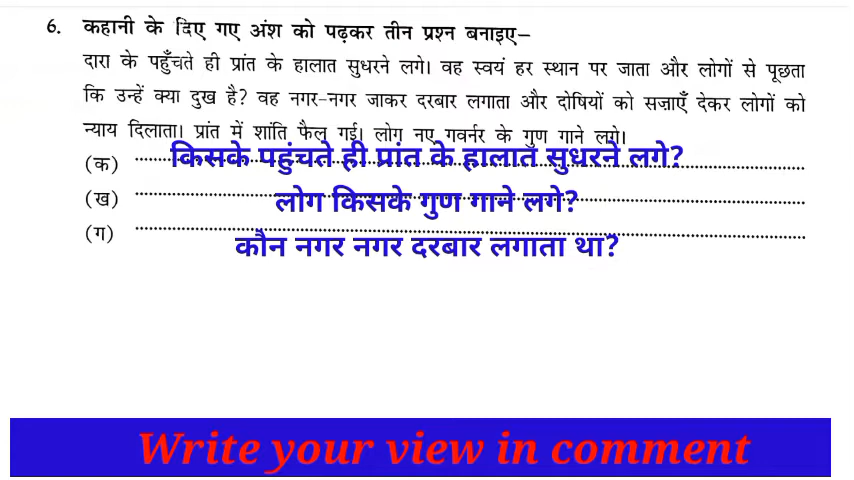 6. कहानी के दिए गए अंश को पढ़कर तीन प्रश्न बनाइए–
दारा के पहुँचते ही प्रांत के हालात सुधरने लगे। वह स्वयं हर स्थान पर जाता और लोगों से पूछता
कि उन्हें क्या दुख है? वह नगर-नगर जाकर दरबार लगाता और दोषियों को सज़ाएँ देकर लोगों को
न्याय दिलाता। प्रांत में शांति फैल गई। लोग नए गवर्नर के गुण गाने लगे।
(क) किसके पहुंचते ही प्रांत के हालात सुधरने लगे?
(ख) लोग किसके गुण गाने लगे?
(ग) कौन नगर नगर दरबार लगाता था?
Write your view in comment